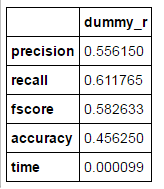 dummy_r
precision 0.556150
recall 0.611765
fscore 0.582633
accuracy 0.456250
time 0.000099